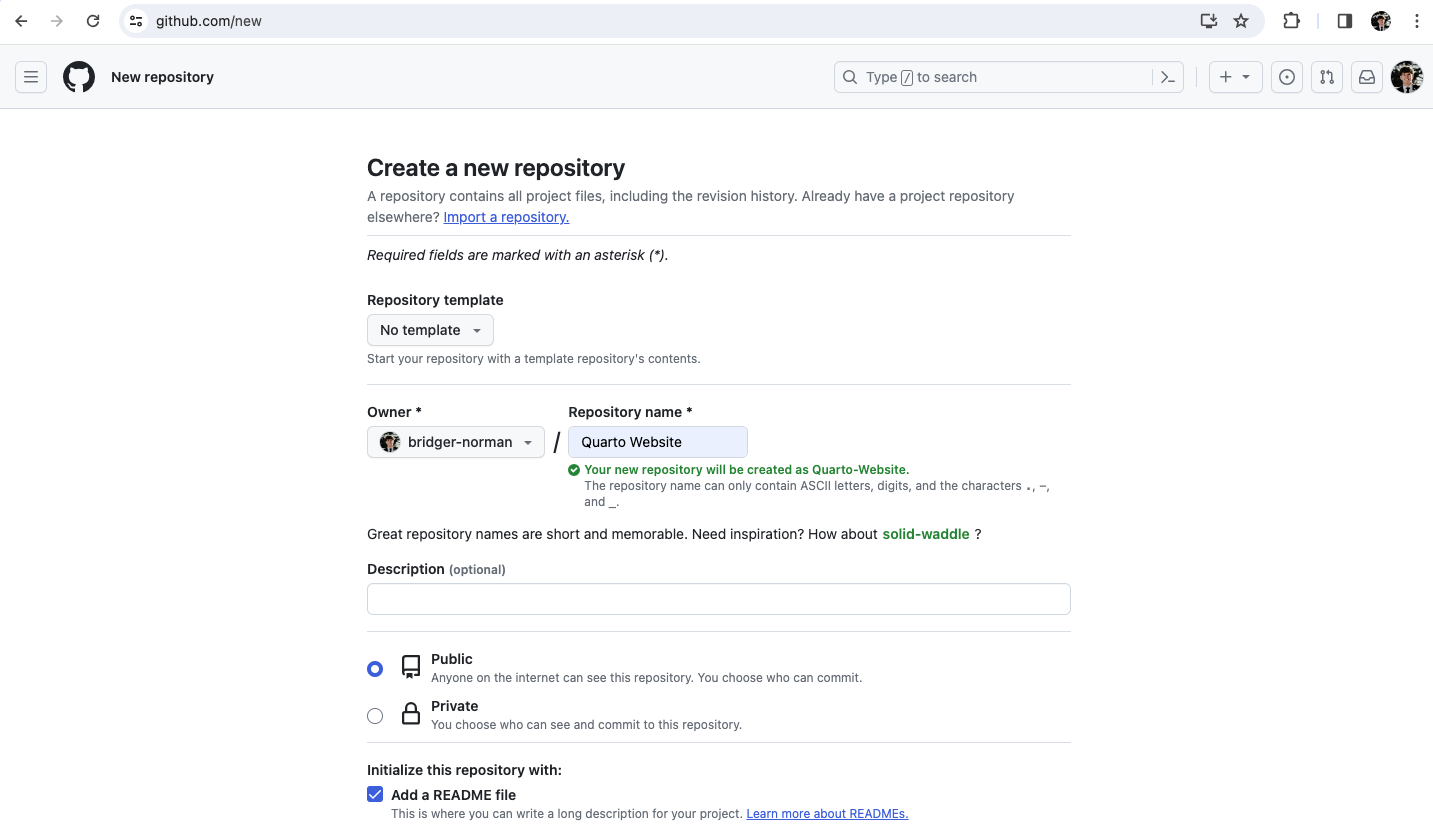 github.com/new
New repository
Type / to search
Create a new repository
A repository contains all project files, including the revision history. Already have a project repository
elsewhere? Import a repository.
Required fields are marked with an asterisk (*).
Repository template
No template
Start your repository with a template repository's contents.
Owner *
Repository name *
bridger-norman
/
Quarto Website
Your new repository will be created as Quarto-Website.
The repository name can only contain ASCII letters, digits, and the characters ., -,
and _.
Great repository names are short and memorable. Need inspiration? How about solid-waddle ?
Description (optional)
Public
Anyone on the internet can see this repository. You choose who can commit.
Private
You choose who can see and commit to this repository.
Initialize this repository with:
Add a README file
This is where you can write a long description for your project. Learn more about READMEs.